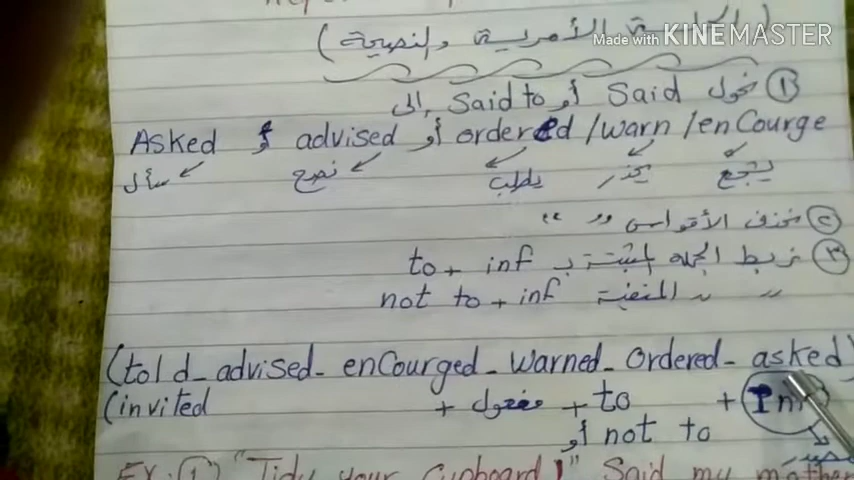 (الجملة الأمرية والنصيحة)
Made with KINEMASTER
① نحول Said أو Said to إلى
Asked و advised أو ordered /warn /enCourge
سأل نصح يطلب يحذر يشجع
② نحذف الأقواس " "
③ نربط الجملة المثبتة ب to + inf
" " المنفية not to + inf
(told _ advised _ enCourged _ warned _ Ordered _ asked)
(invited + مفعول + to + Inf
أو not to
مصدر
EX: ① "Tidy your Cupboard!" Said my mother